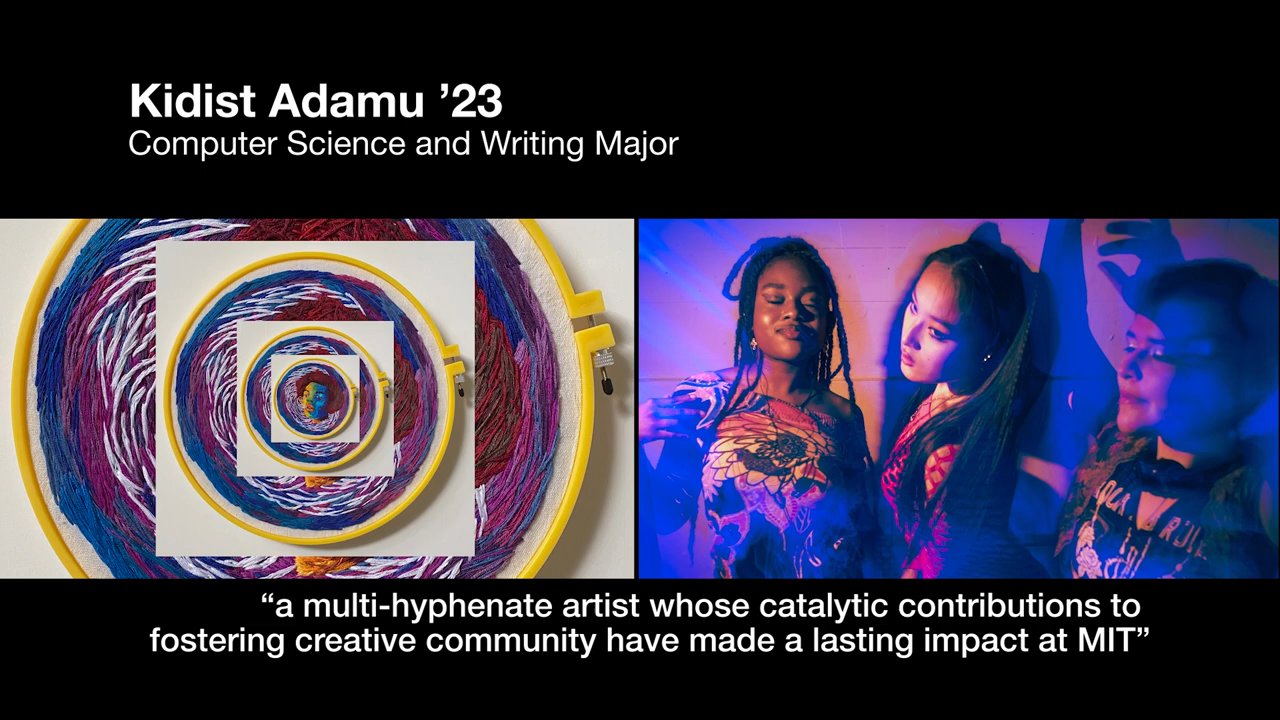 Kidist Adamu ’23
Computer Science and Writing Major
“a multi-hyphenate artist whose catalytic contributions to
fostering creative community have made a lasting impact at MIT”